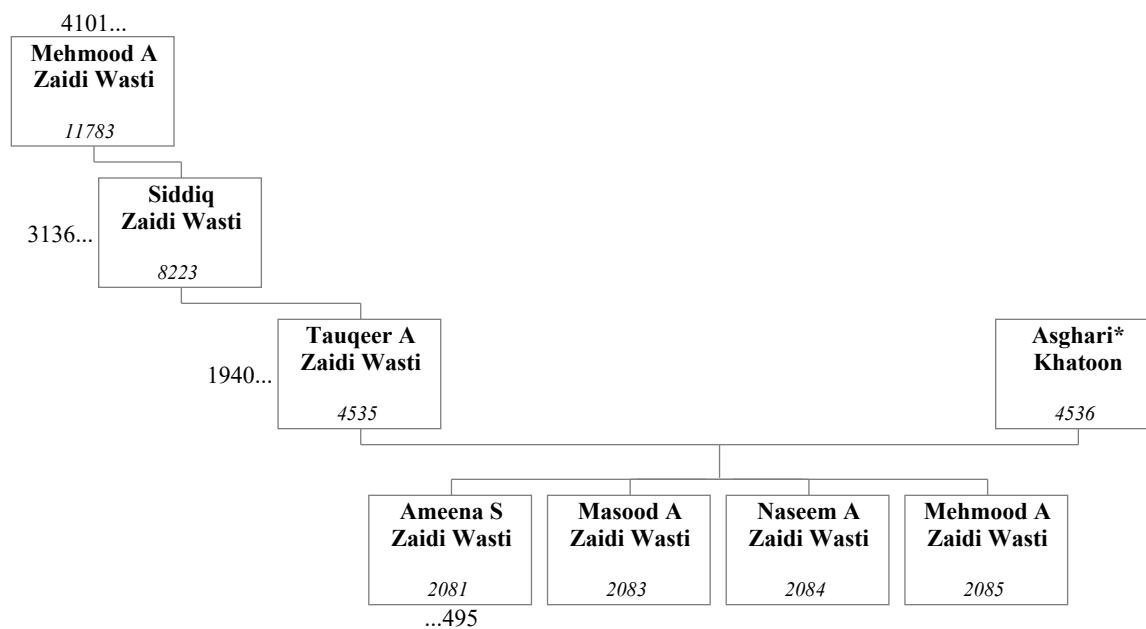 4101...
Mehmood A
Zaidi Wasti
11783
Siddiq
Zaidi Wasti
3136...
8223
Tauqeer A
Zaidi Wasti
1940...
4535
Asghari*
Khatoon
4536
Ameena S
Zaidi Wasti
2081
...495
Masood A
Zaidi Wasti
2083
Naseem A
Zaidi Wasti
2084
Mehmood A
Zaidi Wasti
2085